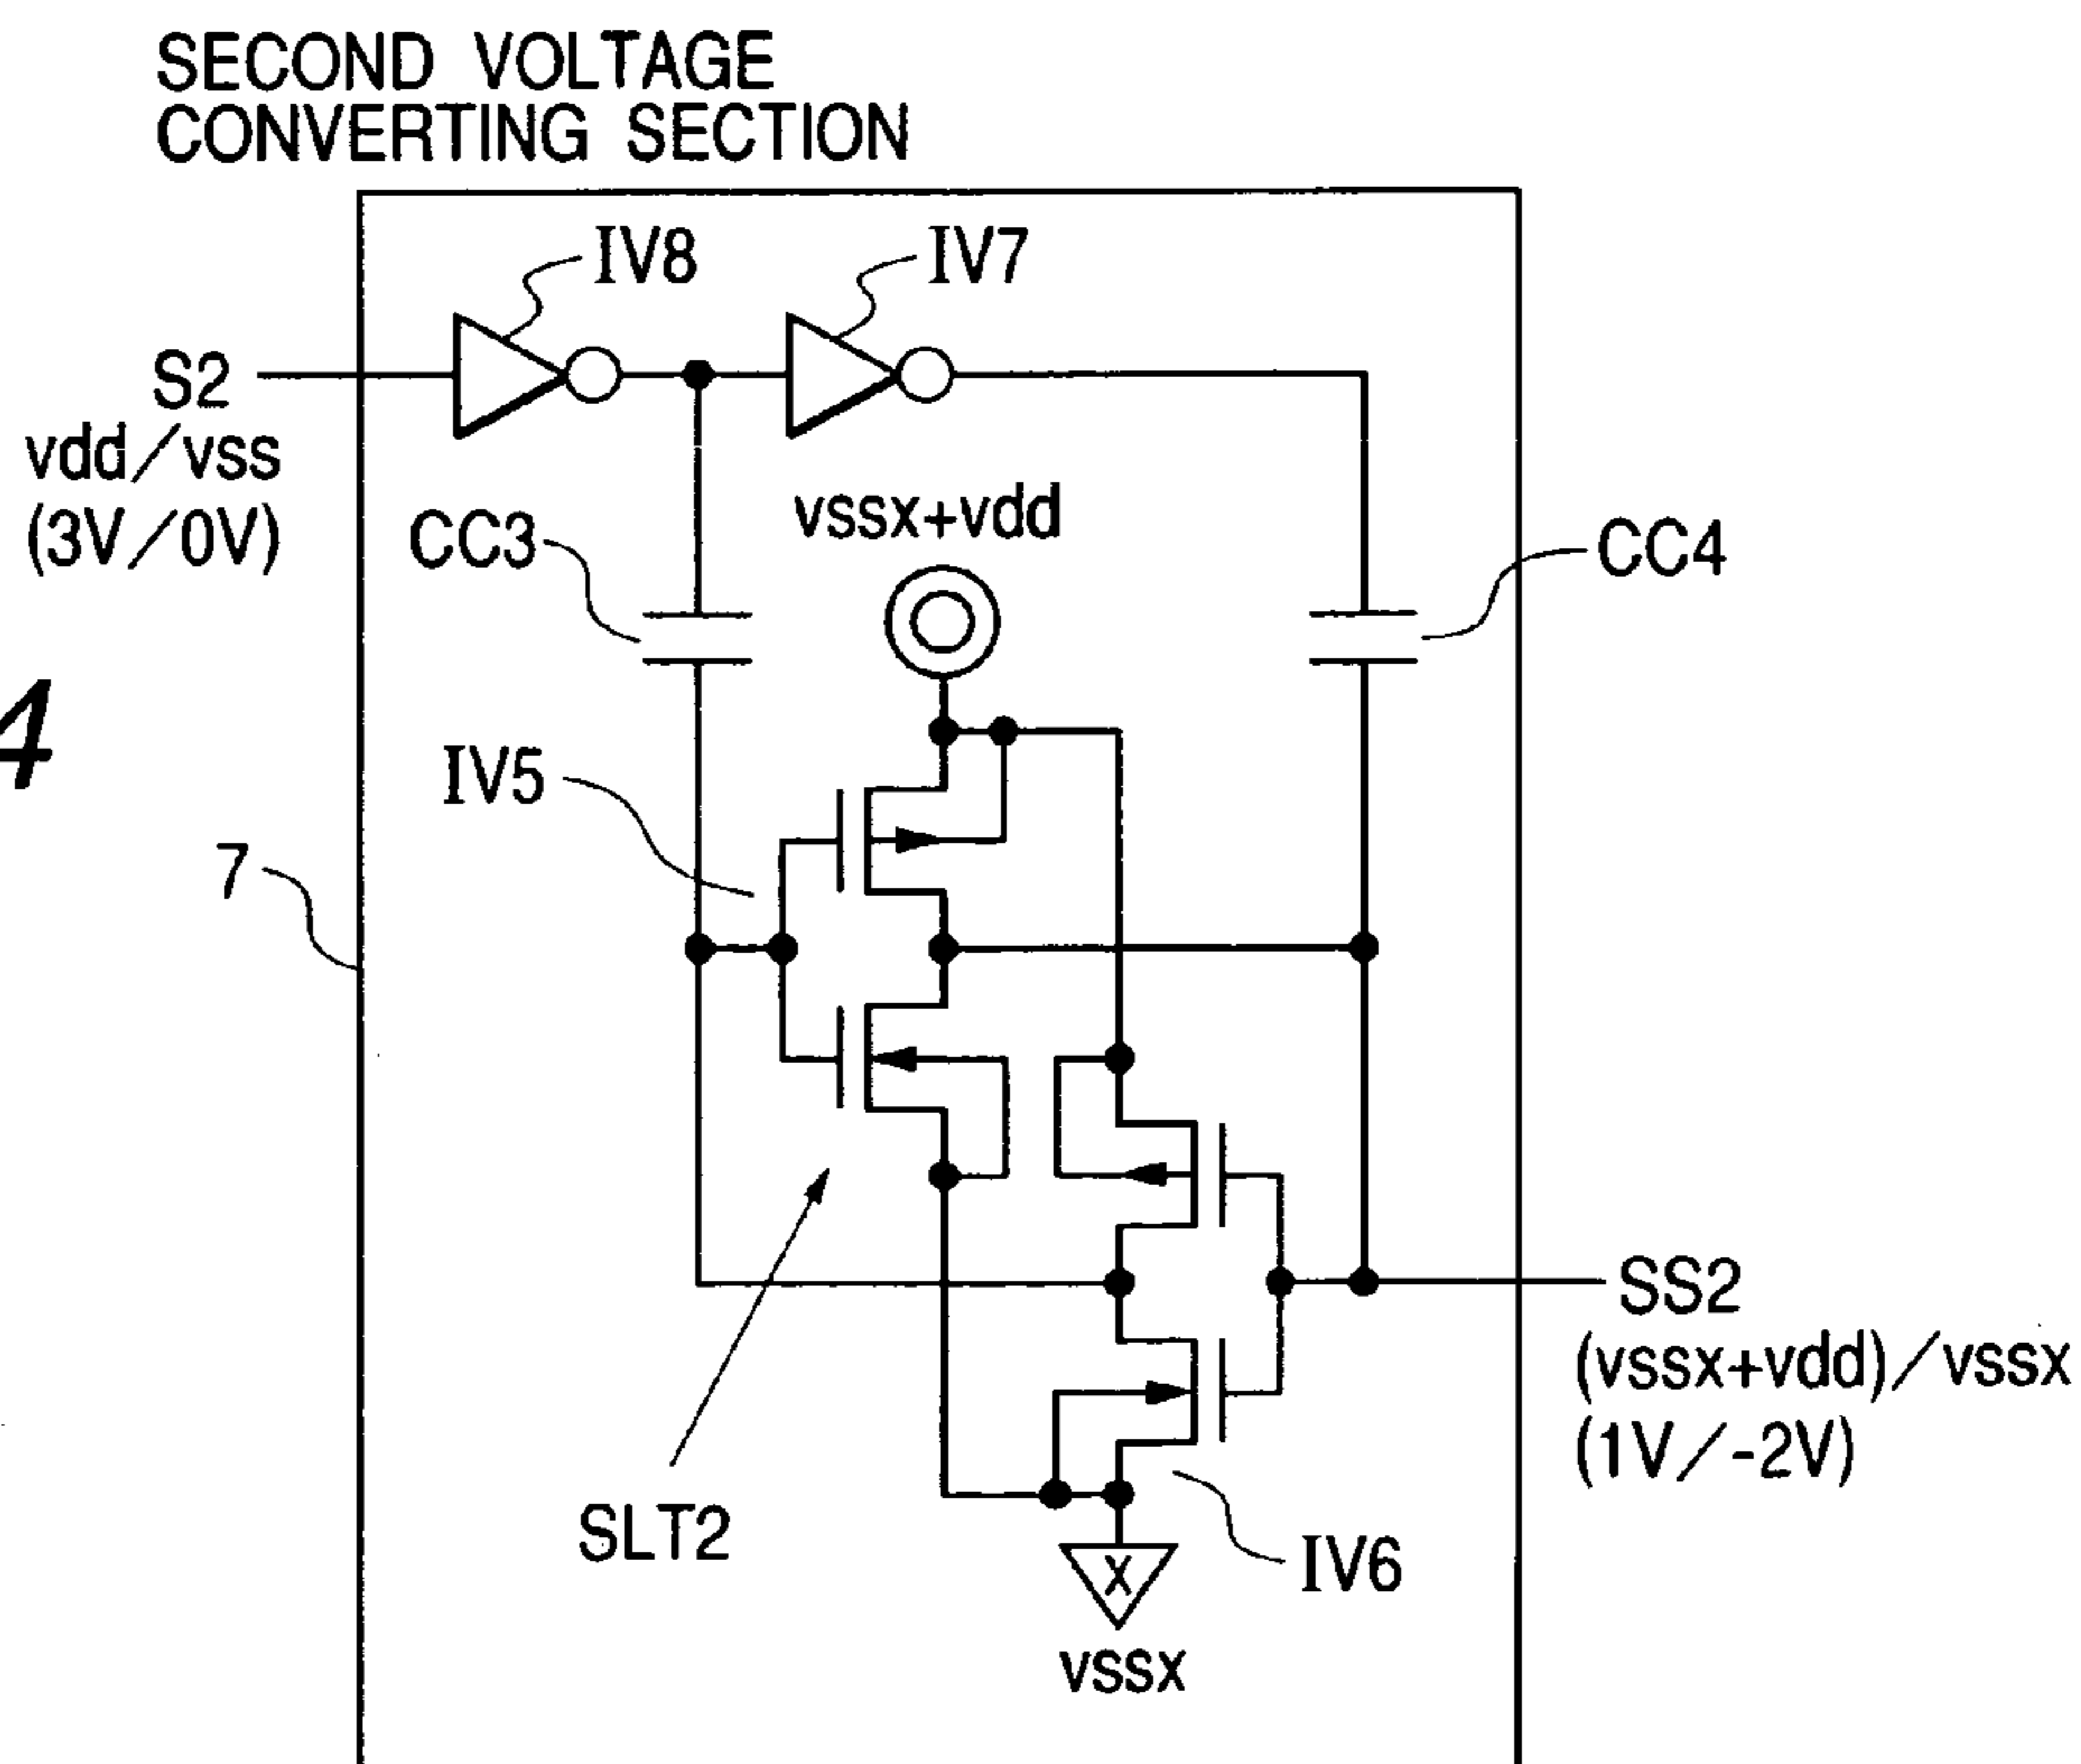 SECOND VOLTAGE
CONVERTING SECTION
IV8
IV7
S2
vdd/vss
(3V/0V)
vssx+vdd
CC3
CC4
4
IV5
7
SS2
(vssx+vdd)/vssx
(1V/-2V)
SLT2
IV6
X
vssx